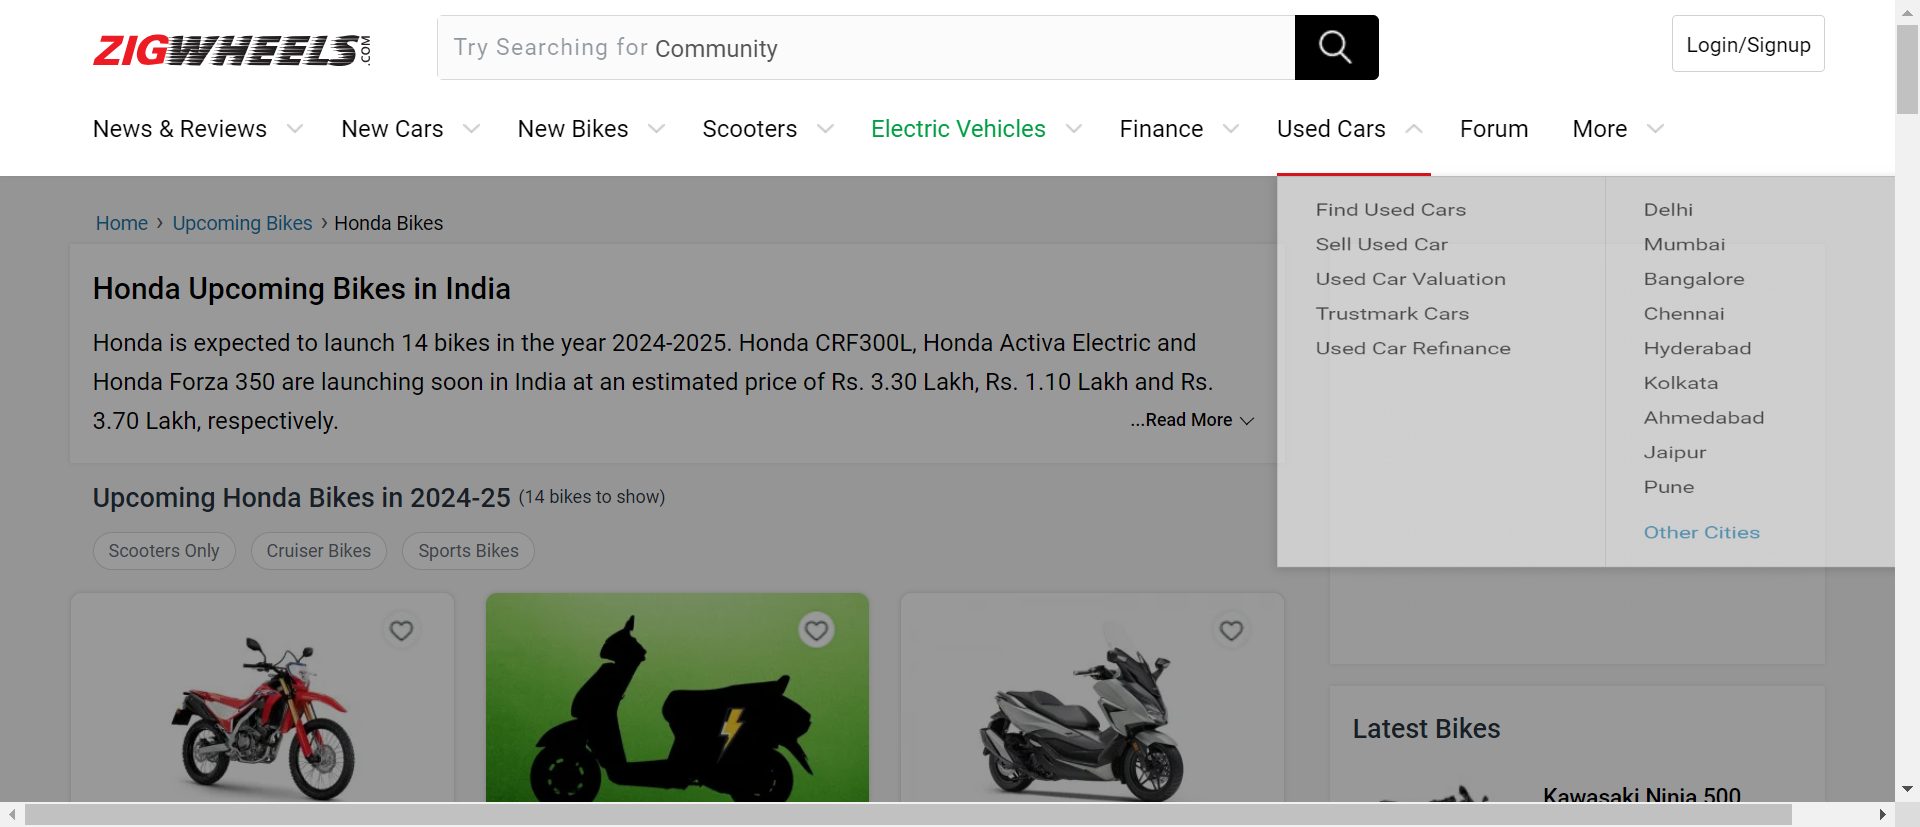 ZIGWHEELS.COM
Try Searching for Community
Login/Signup
News & Reviews
New Cars
New Bikes
Scooters
Electric Vehicles
Finance
Used Cars
Forum
More
Home › Upcoming Bikes › Honda Bikes
Honda Upcoming Bikes in India
Honda is expected to launch 14 bikes in the year 2024-2025. Honda CRF300L, Honda Activa Electric and
Honda Forza 350 are launching soon in India at an estimated price of Rs. 3.30 Lakh, Rs. 1.10 Lakh and Rs.
3.70 Lakh, respectively.
...Read More
Find Used Cars
Sell Used Car
Used Car Valuation
Trustmark Cars
Used Car Refinance
Delhi
Mumbai
Bangalore
Chennai
Hyderabad
Kolkata
Ahmedabad
Jaipur
Pune
Other Cities
Upcoming Honda Bikes in 2024-25 (14 bikes to show)
Scooters Only
Cruiser Bikes
Sports Bikes
Latest Bikes
Kawasaki Ninja 500